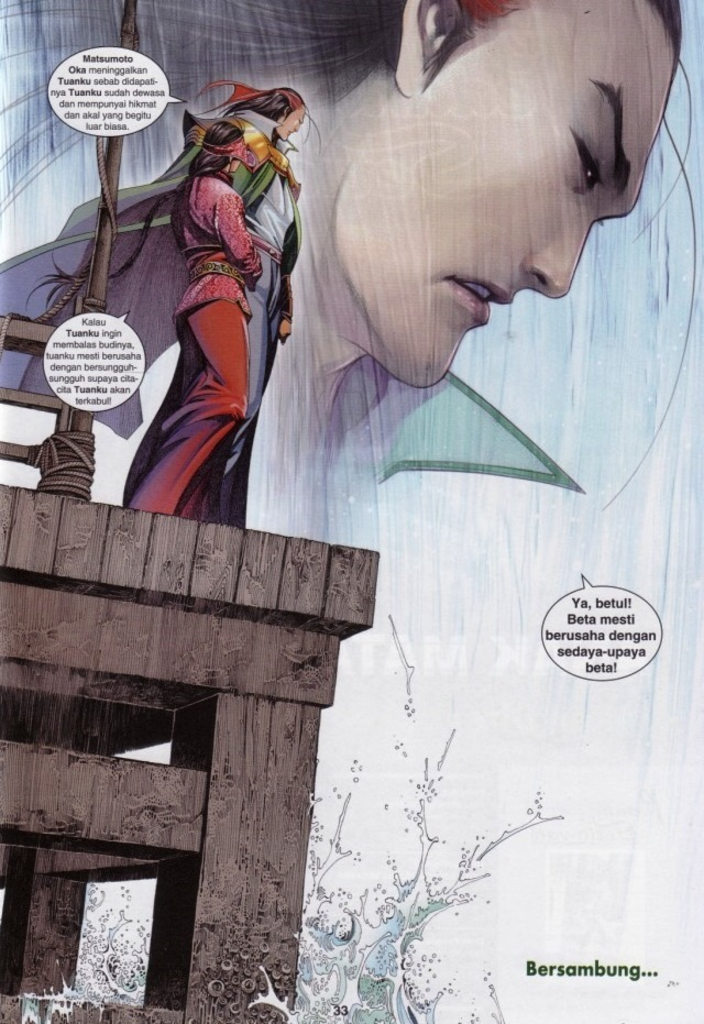 Matsumoto
Oka meninggalkan
Tuanku sebab didapati-
nya Tuanku sudah dewasa
dan mempunyai hikmat
dan akal yang begitu
luar biasa.
Kalau
Tuanku ingin
membalas budinya,
tuanku mesti berusaha
dengan bersungguh-
sungguh supaya cita-
cita Tuanku akan
terkabul!
Ya, betul!
Beta mesti
berusaha dengan
sedaya-upaya
beta!
Bersambung...
33